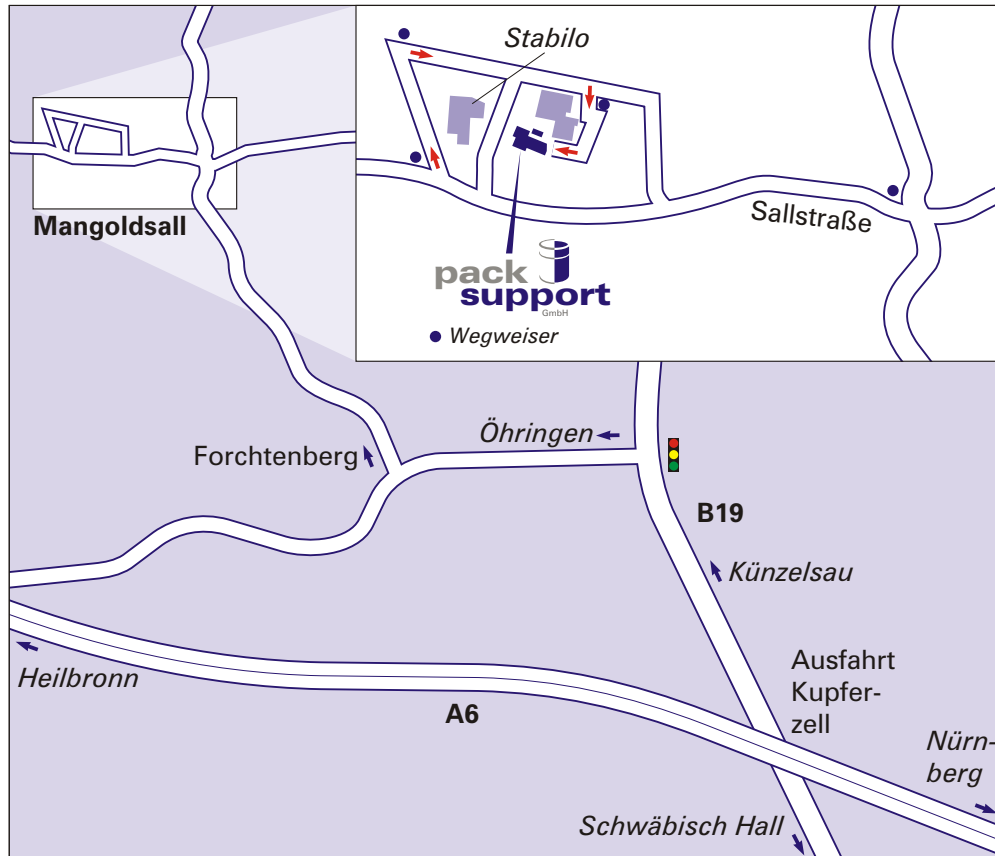 Stabilo
Mangoldsall
Sallstraße
pack
support
GmbH
Wegweiser
Öhringen
Forchtenberg
B19
Künzelsau
Heilbronn
A6
Ausfahrt
Kupfer-
zell
Nürn-
berg
Schwäbisch Hall